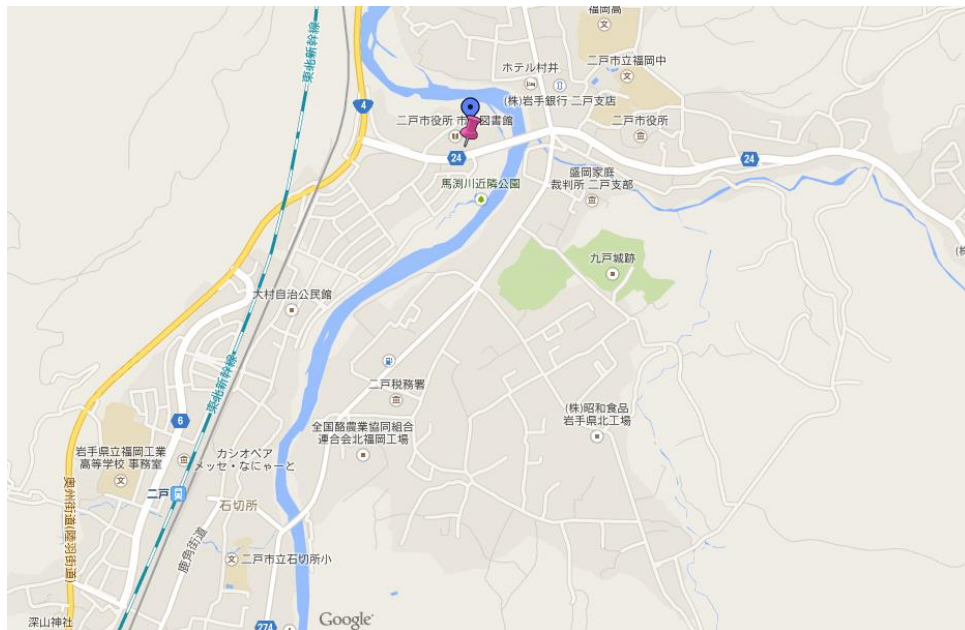 福岡高
東北新幹線
ホテル村井
二戸市立福岡中
4
(株)岩手銀行 二戸支店
二戸市役所 市
図書館
二戸市役所
24
24
盛岡家庭
裁判所 二戸支部
馬渕川近隣公園
九戸城跡
大村自治公民館
東北新幹線
二戸税務署
6
(株)昭和食品
岩手県北工場
全国酪農業協同組合
連合会北福岡工場
岩手県立福岡工業
高等学校 事務室
カシオペア
メッセ・なにゃーと
二戸
石切所
奥州街道(陸羽街道)
鹿角街道
二戸市立石切所小
深山神社
Google
274